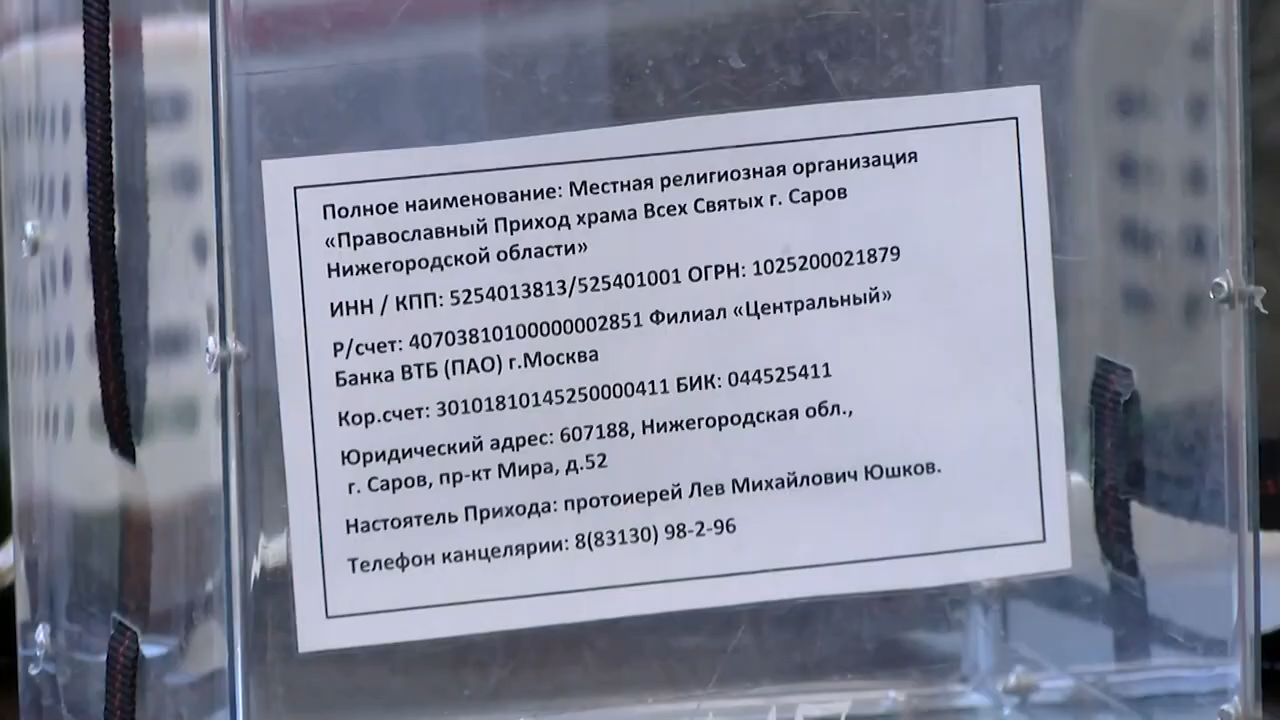 Полное наименование: Местная религиозная организация
«Православный Приход храма Всех Святых г. Саров
Нижегородской области»
ИНН / КПП: 5254013813/525401001 ОГРН: 1025200021879
Р/счет: 40703810100000002851 Филиал «Центральный»
Банка ВТБ (ПАО) г.Москва
Кор.счет: 30101810145250000411 БИК: 044525411
Юридический адрес: 607188, Нижегородская обл.,
г. Саров, пр-кт Мира, д.52
Настоятель Прихода: протоиерей Лев Михайлович Юшков.
Телефон канцелярии: 8(83130) 98-2-96